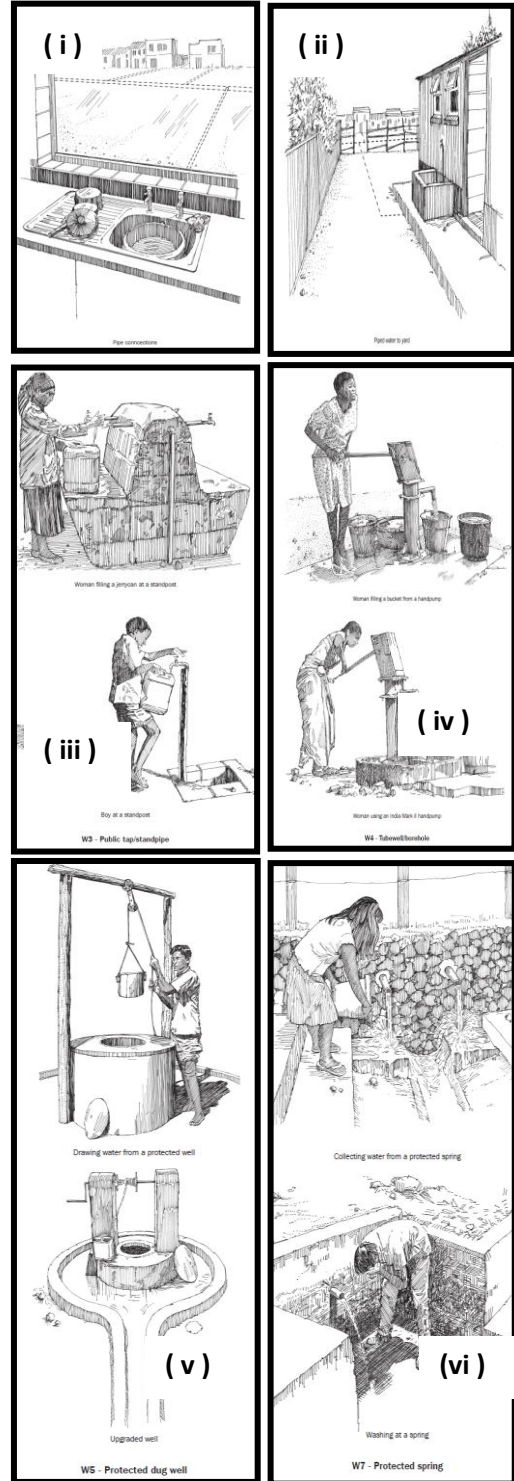 ( i )
Pipe connections
( ii )
Piped water to yard
Woman filling a jerrycan at a standpost
( iii )
Boy at a standpost
W3 - Public tap/standpipe
Woman filling a bucket from a handpump
( iv )
Woman using an India Mark II handpump
W4 - Tubewell/borehole
Drawing water from a protected well
( v )
Upgraded well
W5 - Protected dug well
Collecting water from a protected spring
(vi )
Washing at a spring
W7 - Protected spring